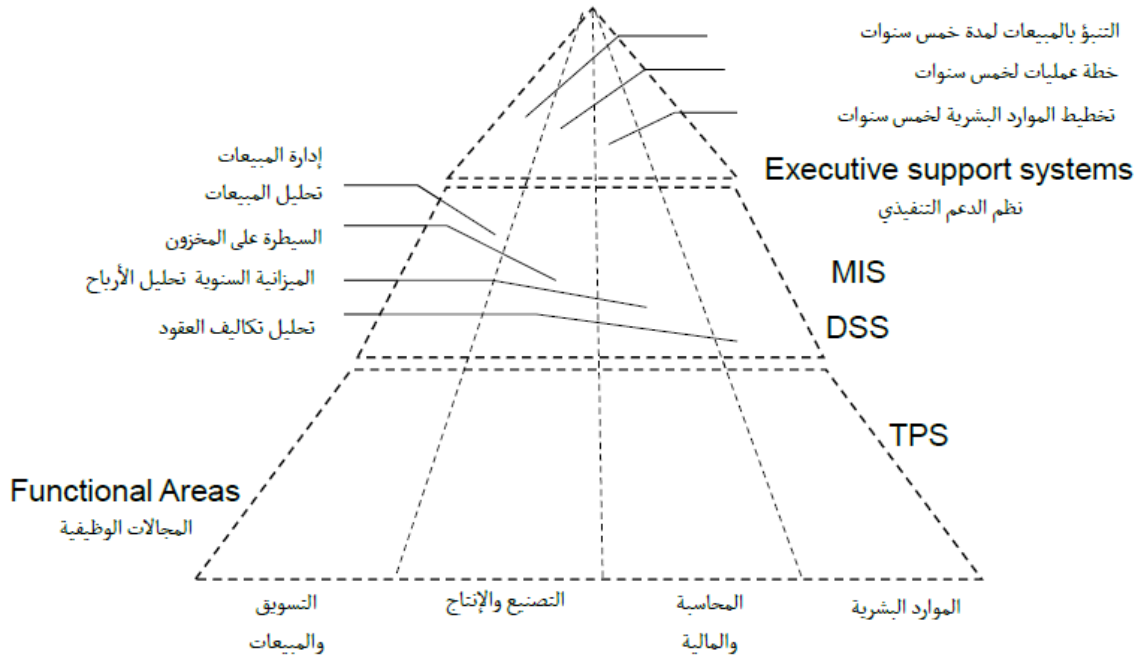 التنبؤ بالمبيعات لمدة خمس سنوات
خطة عمليات لخمس سنوات
تخطيط الموارد البشرية لخمس سنوات
Executive support systems
نظم الدعم التنفيذي
إدارة المبيعات
تحليل المبيعات
السيطرة على المخزون
الميزانية السنوية تحليل الأرباح
تحليل تكاليف العقود
MIS
DSS
TPS
Functional Areas
المجالات الوظيفية
الموارد البشرية
المحاسبة
والمالية
التصنيع والإنتاج
التسويق
والمبيعات